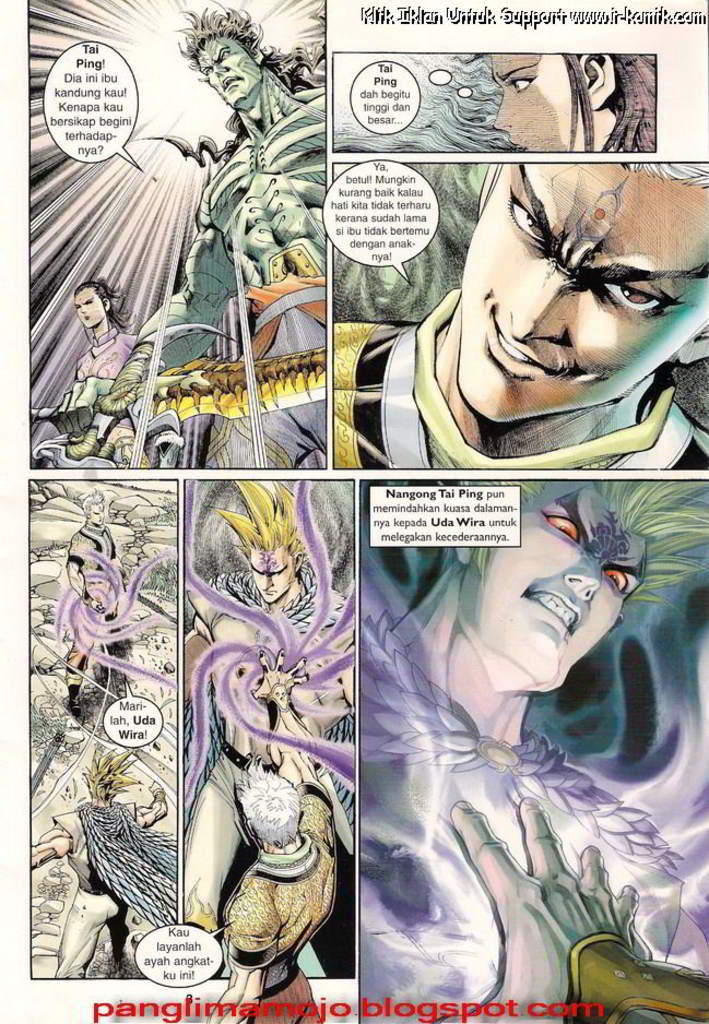 Klik Iklan Untuk Support www.ir-komik.com
Tai
Ping!
Dia ini ibu
kandung kau!
Kenapa kau
bersikap begini
terhadap-
nya?
Tai
Ping
dah begitu
tinggi dan
besar...
Ya,
betul! Mungkin
kurang baik kalau
hati kita tidak terharu
kerana sudah lama
si ibu tidak bertemu
dengan anak-
nya!
Mari-
lah, Uda
Wira!
Kau
layanlah
ayah angkat-
ku ini!
Nangong Tai Ping pun
memindahkan kuasa dalaman-
nya kepada Uda Wira untuk
melegakan kecederaannya.
panglimamojo.blogspot.com